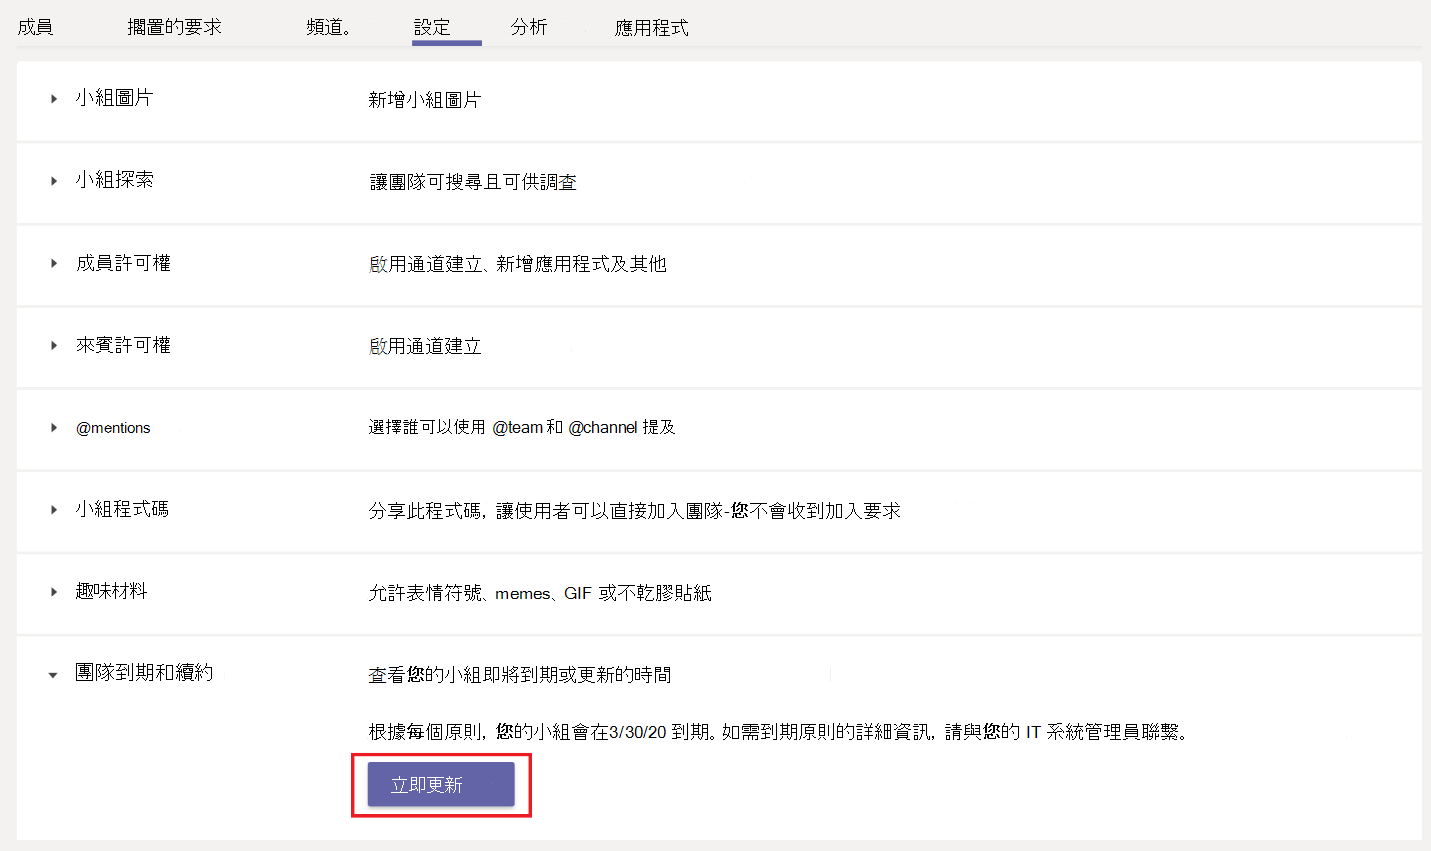 成員 擱置的要求 頻道。 設定 分析 應用程式
小組圖片 新增小組圖片
小組探索 讓團隊可搜尋且可供調查
成員許可權 啟用通道建立、新增應用程式及其他
來賓許可權 啟用通道建立
@mentions 選擇誰可以使用 @team 和 @channel 提及
小組程式碼 分享此程式碼, 讓使用者可以直接加入團隊-您不會收到加入要求
趣味材料 允許表情符號、memes、GIF 或不乾膠貼紙
團隊到期和續約 查看您的小組即將到期或更新的時間
根據每個原則, 您的小組會在3/30/20 到期。如需到期原則的詳細資訊, 請與您的 IT 系統管理員聯繫。
立即更新